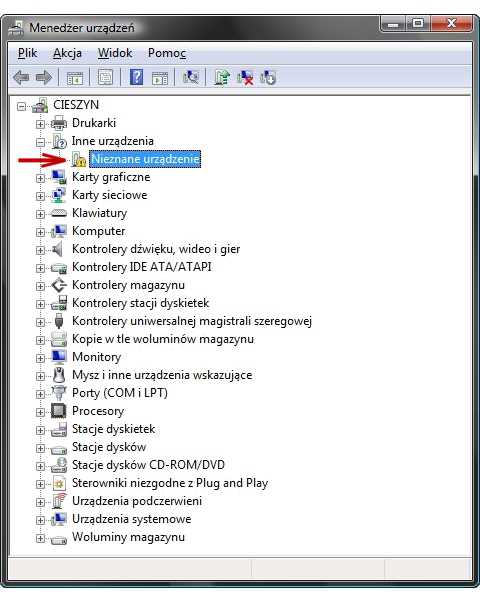 Menedżer urządzeń
Plik Akcja Widok Pomoc
CIESZYN
Drukarki
Inne urządzenia
Nieznane urządzenie
Karty graficzne
Karty sieciowe
Klawiatury
Komputer
Kontrolery dźwięku, wideo i gier
Kontrolery IDE ATA/ATAPI
Kontrolery magazynu
Kontrolery stacji dyskietek
Kontrolery uniwersalnej magistrali szeregowej
Kopie w tle woluminów magazynu
Monitory
Mysz i inne urządzenia wskazujące
Porty (COM i LPT)
Procesory
Stacje dyskietek
Stacje dysków
Stacje dysków CD-ROM/DVD
Sterowniki niezgodne z Plug and Play
Urządzenia podczerwieni
Urządzenia systemowe
Woluminy magazynu